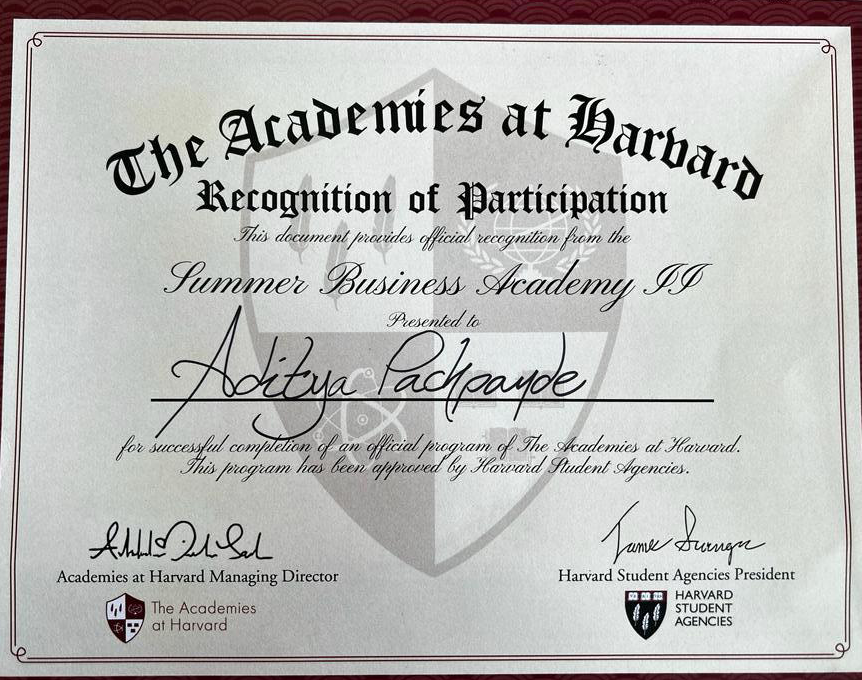 The Academies at Harvard
Recognition of Participation
This document provides official recognition from the
Summer Business Academy II
Presented to
Aditya Pachpande
for successful completion of an official program of The Academies at Harvard.
This program has been approved by Harvard Student Agencies.
Academies at Harvard Managing Director
Harvard Student Agencies President
The Academies
at Harvard
HARVARD
STUDENT
AGENCIES